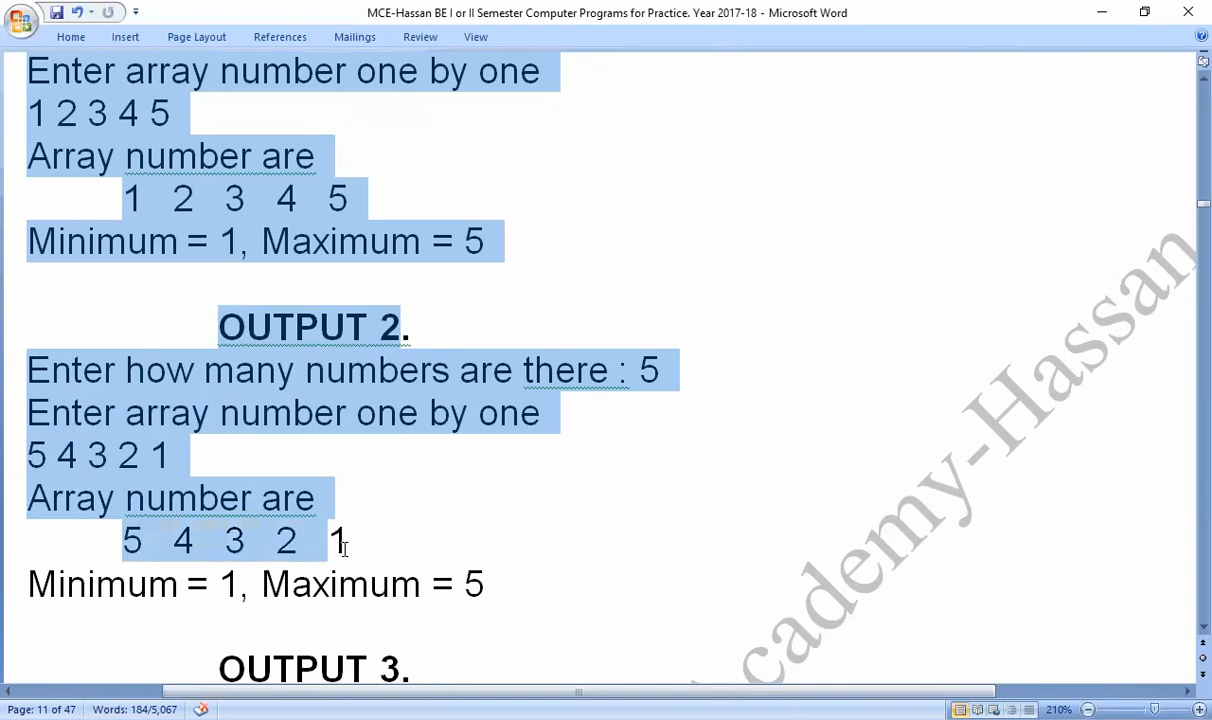 MCE-Hassan BE I or II Semester Computer Programs for Practice. Year 2017-18 - Microsoft Word
Home Insert Page Layout References Mailings Review View
Enter array number one by one
1 2 3 4 5
Array number are
1 2 3 4 5
Minimum = 1, Maximum = 5
OUTPUT 2.
Enter how many numbers are there : 5
Enter array number one by one
5 4 3 2 1
Array number are
5 4 3 2 1
Minimum = 1, Maximum = 5
OUTPUT 3.
cademy-Hassan
Page: 11 of 47 Words: 184/5,067 210%